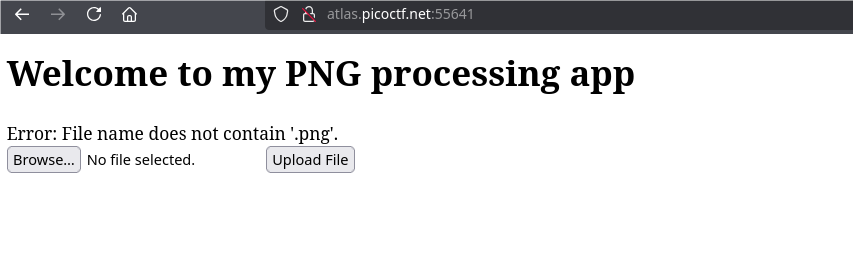 atlas.picoctf.net:55641
Welcome to my PNG processing app
Error: File name does not contain '.png'.
Browse... No file selected. Upload File